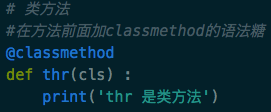 # 类方法
#在方法前面加classmethod的语法糖
@classmethod
def thr(cls) :
    print('thr 是类方法')